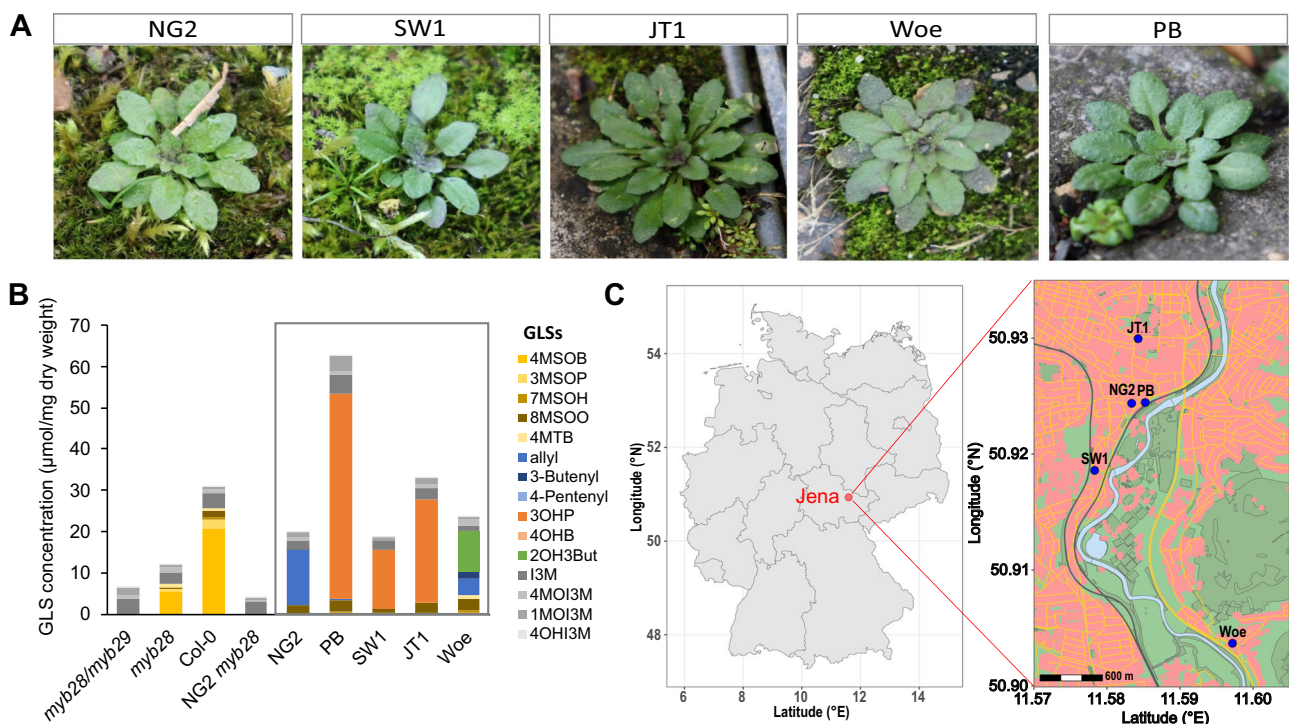 A
NG2
SW1
JT1
Woe
PB
B
GLS concentration (μmol/mg dry weight)
70
60
50
40
30
20
10
0
myb28/myb29
myb28
Col-0
NG2 myb28
NG2
PB
SW1
JT1
Woe
GLSs
4MSOB
3MSOP
7MSOH
8MSOO
4MTB
allyl
3-Butenyl
4-Pentenyl
3OHP
4OHB
2OH3But
I3M
4MOI3M
1MOI3M
4OHI3M
C
Longitude (°N)
54
52
50
48
6
8
10
12
14
Latitude (°E)
Jena
Longitude (°N)
50.93
50.92
50.91
50.90
JT1
NG2
PB
SW1
Woe
600 m
11.57
11.58
11.59
11.60
Latitude (°E)